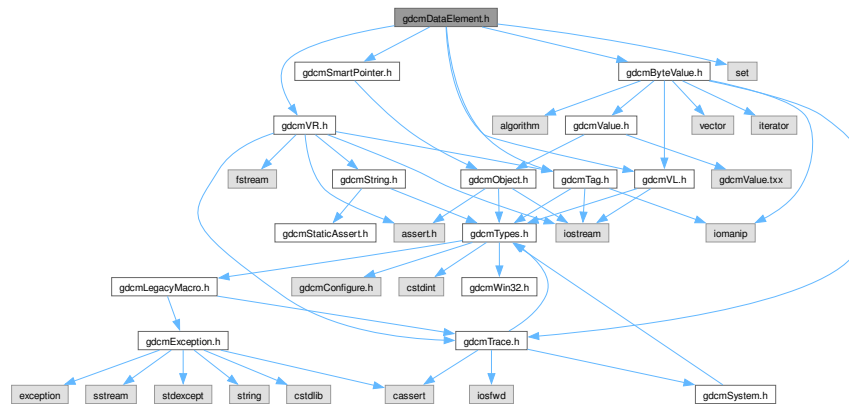 gdcmDataElement.h
gdcmSmartPointer.h
gdcmByteValue.h
set
gdcmVR.h
algorithm
gdcmValue.h
vector
iterator
fstream
gdcmString.h
gdcmObject.h
gdcmTag.h
gdcmVL.h
gdcmValue.txx
gdcmStaticAssert.h
assert.h
gdcmTypes.h
iostream
iomanip
gdcmLegacyMacro.h
gdcmConfigure.h
cstdint
gdcmWin32.h
gdcmException.h
gdcmTrace.h
exception
sstream
stdexcept
string
cstdlib
cassert
iosfwd
gdcmSystem.h